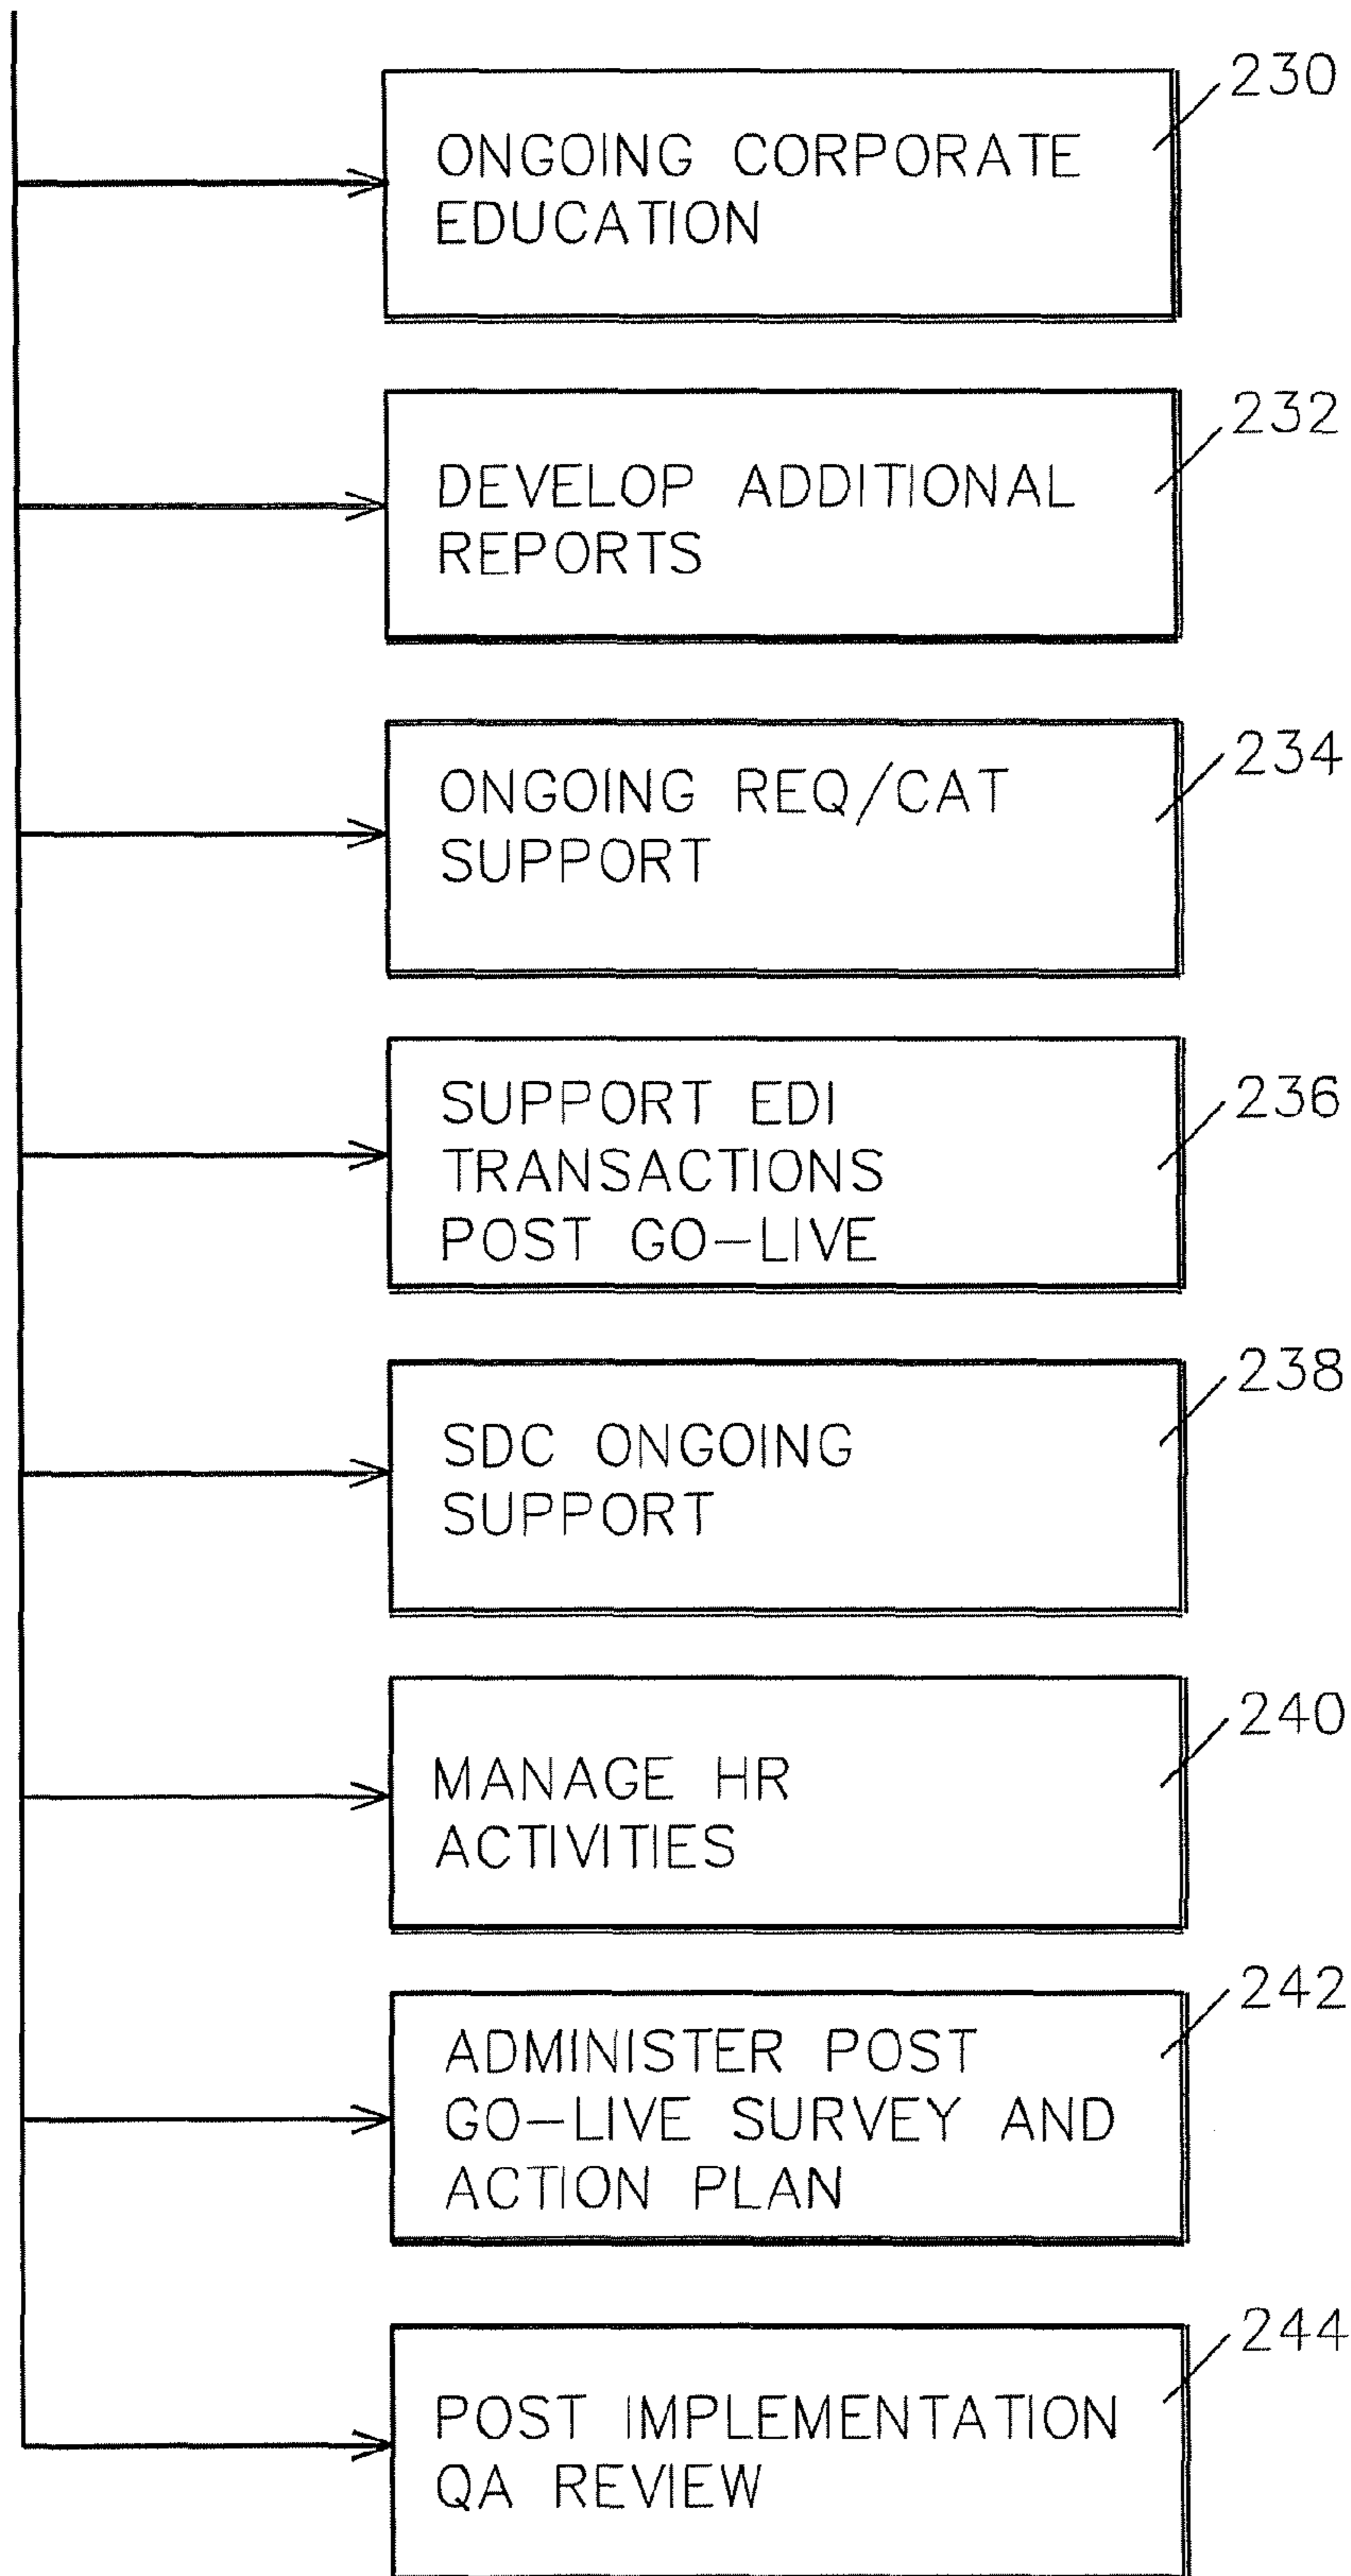 230
ONGOING CORPORATE
EDUCATION
232
DEVELOP ADDITIONAL
REPORTS
234
ONGOING REQ/CAT
SUPPORT
236
SUPPORT EDI
TRANSACTIONS
POST GO-LIVE
238
SDC ONGOING
SUPPORT
240
MANAGE HR
ACTIVITIES
242
ADMINISTER POST
GO-LIVE SURVEY AND
ACTION PLAN
244
POST IMPLEMENTATION
QA REVIEW